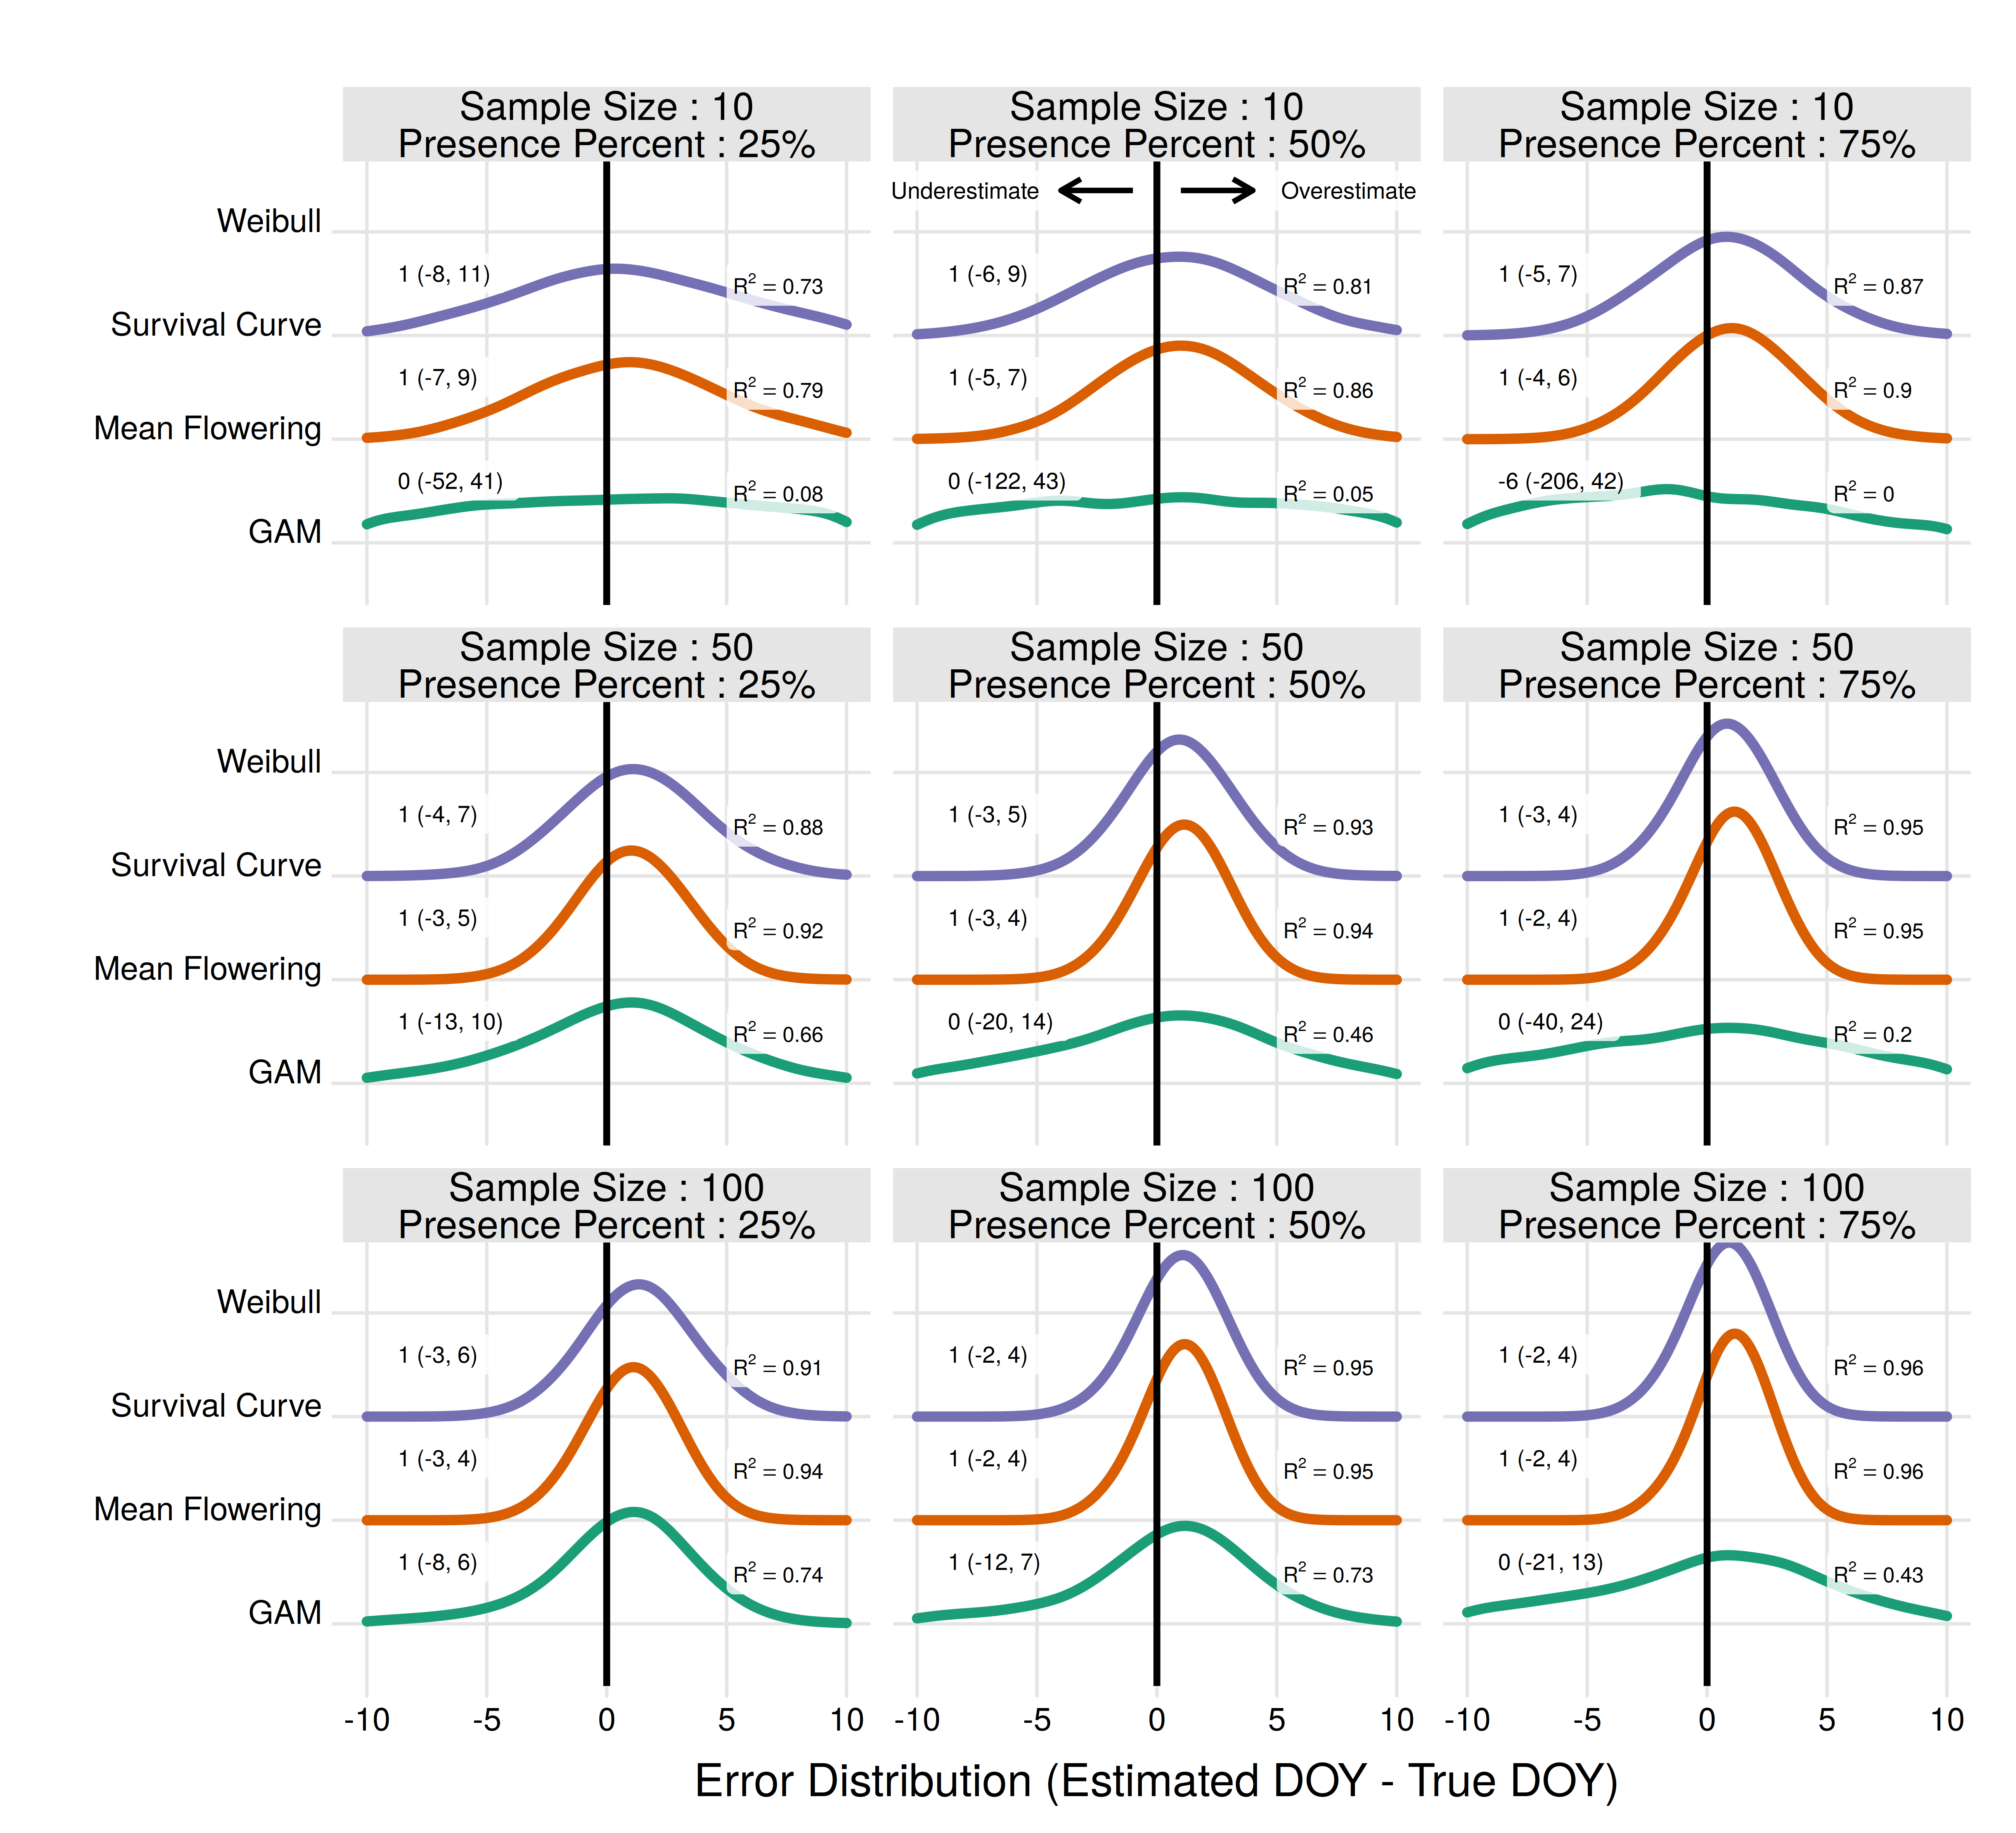 Sample Size : 10
Presence Percent : 25%
Sample Size : 10
Presence Percent : 50%
Sample Size : 10
Presence Percent : 75%
Underestimate
Overestimate
Weibull
1 (-8, 11)
R² = 0.73
1 (-6, 9)
R² = 0.81
1 (-5, 7)
R² = 0.87
Survival Curve
1 (-7, 9)
R² = 0.79
1 (-5, 7)
R² = 0.86
1 (-4, 6)
R² = 0.9
Mean Flowering
0 (-52, 41)
R² = 0.08
0 (-122, 43)
R² = 0.05
-6 (-206, 42)
R² = 0
GAM
Sample Size : 50
Presence Percent : 25%
Sample Size : 50
Presence Percent : 50%
Sample Size : 50
Presence Percent : 75%
Weibull
1 (-4, 7)
R² = 0.88
1 (-3, 5)
R² = 0.93
1 (-3, 4)
R² = 0.95
Survival Curve
1 (-3, 5)
R² = 0.92
1 (-3, 4)
R² = 0.94
1 (-2, 4)
R² = 0.95
Mean Flowering
1 (-13, 10)
R² = 0.66
0 (-20, 14)
R² = 0.46
0 (-40, 24)
R² = 0.2
GAM
Sample Size : 100
Presence Percent : 25%
Sample Size : 100
Presence Percent : 50%
Sample Size : 100
Presence Percent : 75%
Weibull
1 (-3, 6)
R² = 0.91
1 (-2, 4)
R² = 0.95
1 (-2, 4)
R² = 0.96
Survival Curve
1 (-3, 4)
R² = 0.94
1 (-2, 4)
R² = 0.95
1 (-2, 4)
R² = 0.96
Mean Flowering
1 (-8, 6)
R² = 0.74
1 (-12, 7)
R² = 0.73
0 (-21, 13)
R² = 0.43
GAM
-10 -5 0 5 10 -10 -5 0 5 10 -10 -5 0 5 10
Error Distribution (Estimated DOY - True DOY)